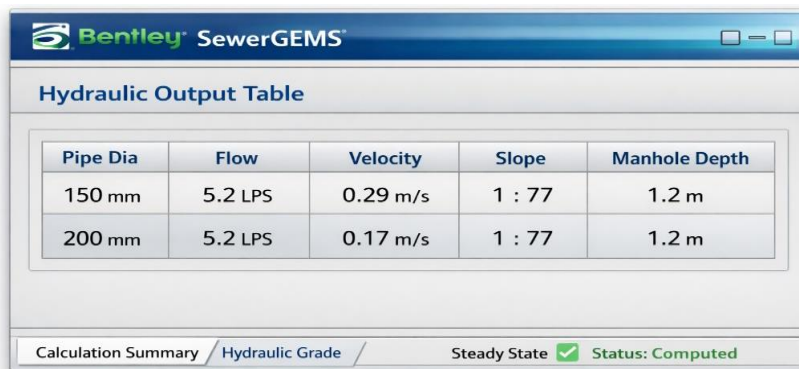 Bentley® SewerGEMS®
Hydraulic Output Table
Pipe Dia Flow Velocity Slope Manhole Depth
150 mm 5.2 LPS 0.29 m/s 1 : 77 1.2 m
200 mm 5.2 LPS 0.17 m/s 1 : 77 1.2 m
Calculation Summary Hydraulic Grade Steady State Status: Computed